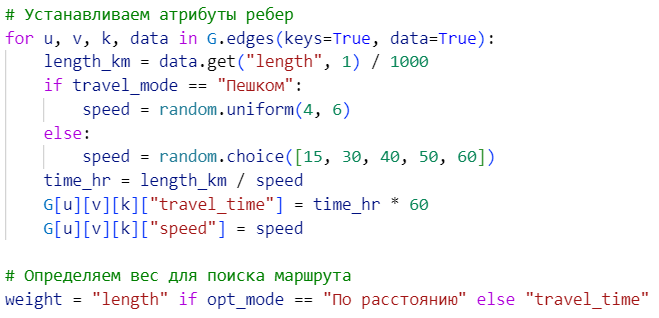 # Устанавливаем атрибуты ребер
for u, v, k, data in G.edges(keys=True, data=True):
    length_km = data.get("length", 1) / 1000
    if travel_mode == "Пешком":
        speed = random.uniform(4, 6)
    else:
        speed = random.choice([15, 30, 40, 50, 60])
    time_hr = length_km / speed
    G[u][v][k]["travel_time"] = time_hr * 60
    G[u][v][k]["speed"] = speed

# Определяем вес для поиска маршрута
weight = "length" if opt_mode == "По расстоянию" else "travel_time"